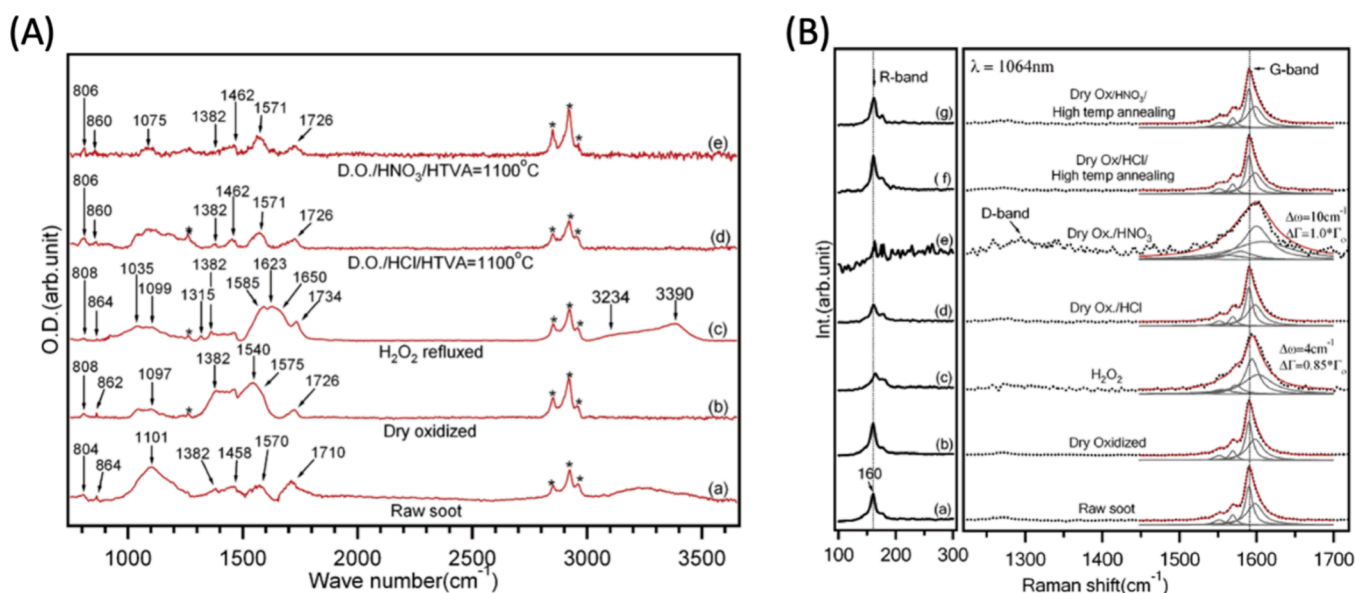 (A)
O.D.(arb.unit)
806
860
1075
1382
1462
1571
1726
* * *
(e)
D.O./HNO₃/HTVA=1100°C
806
860
*
1382
1462
1571
1726
* * *
(d)
D.O./HCl/HTVA=1100°C
808
864
1035
1099
*
1315
1382
1585
1623
1650
1734
* * *
3234
3390
(c)
H₂O₂ refluxed
808
862
1097
*
1382
1540
1575
1726
* * *
(b)
Dry oxidized
804
864
1101
1382
1458
1570
1710
* * *
(a)
Raw soot
1000 1500 2000 2500 3000 3500
Wave number(cm⁻¹)
(B)
Int.(arb.unit)
R-band
(g)
(f)
(e)
(d)
(c)
(b)
160
(a)
100 200 300
λ = 1064nm
G-band
Dry Ox/HNO₃/
High temp annealing
Dry Ox/HCl/
High temp annealing
D-band
Dry Ox./HNO₃
Δω=10cm⁻¹
ΔΓ=1.0*Γ₀
Dry Ox./HCl
H₂O₂
Δω=4cm⁻¹
ΔΓ=0.85*Γ₀
Dry Oxidized
Raw soot
1300 1400 1500 1600 1700
Raman shift(cm⁻¹)